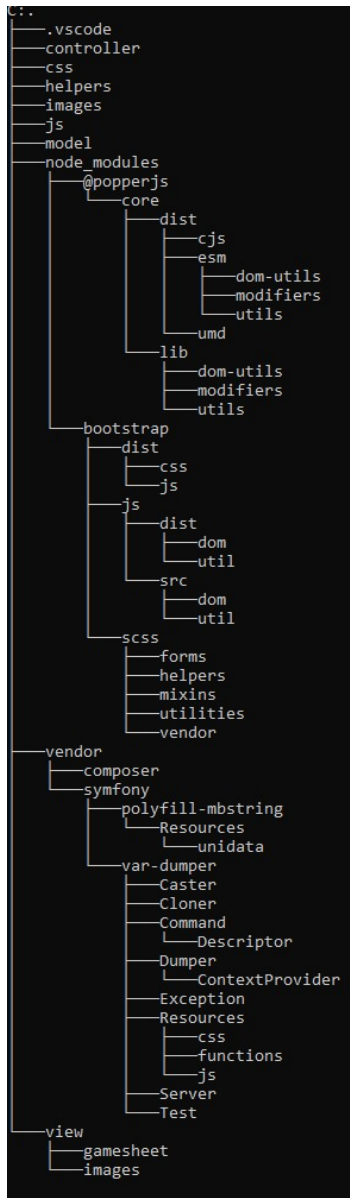 C:.
├───.vscode
├───controller
├───css
├───helpers
├───images
├───js
├───model
├───node_modules
│   ├───@popperjs
│   │   └───core
│   │       ├───dist
│   │       │   ├───cjs
│   │       │   ├───esm
│   │       │   │   ├───dom-utils
│   │       │   │   ├───modifiers
│   │       │   │   └───utils
│   │       │   └───umd
│   │       └───lib
│   │           ├───dom-utils
│   │           ├───modifiers
│   │           └───utils
│   └───bootstrap
│       ├───dist
│       │   ├───css
│       │   └───js
│       ├───js
│       │   ├───dist
│       │   │   ├───dom
│       │   │   └───util
│       │   └───src
│       │       ├───dom
│       │       └───util
│       └───scss
│           ├───forms
│           ├───helpers
│           ├───mixins
│           ├───utilities
│           └───vendor
├───vendor
│   ├───composer
│   └───symfony
│       ├───polyfill-mbstring
│       │   └───Resources
│       │       └───unidata
│       └───var-dumper
│           ├───Caster
│           ├───Cloner
│           ├───Command
│           │   └───Descriptor
│           ├───Dumper
│           │   └───ContextProvider
│           ├───Exception
│           ├───Resources
│           │   ├───css
│           │   ├───functions
│           │   └───js
│           ├───Server
│           └───Test
└───view
    ├───gamesheet
    └───images